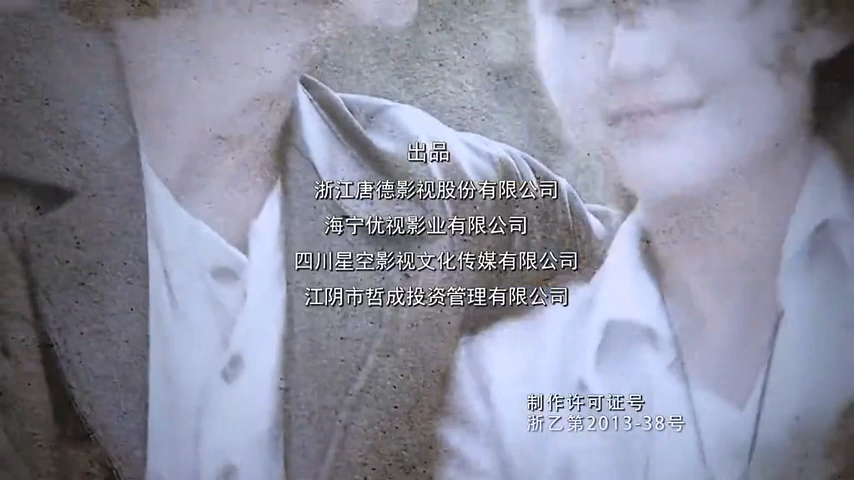 出品
浙江唐德影视股份有限公司
海宁优视影业有限公司
四川星空影视文化传媒有限公司
江阴市哲成投资管理有限公司
制作许可证号
浙乙第2013-38号